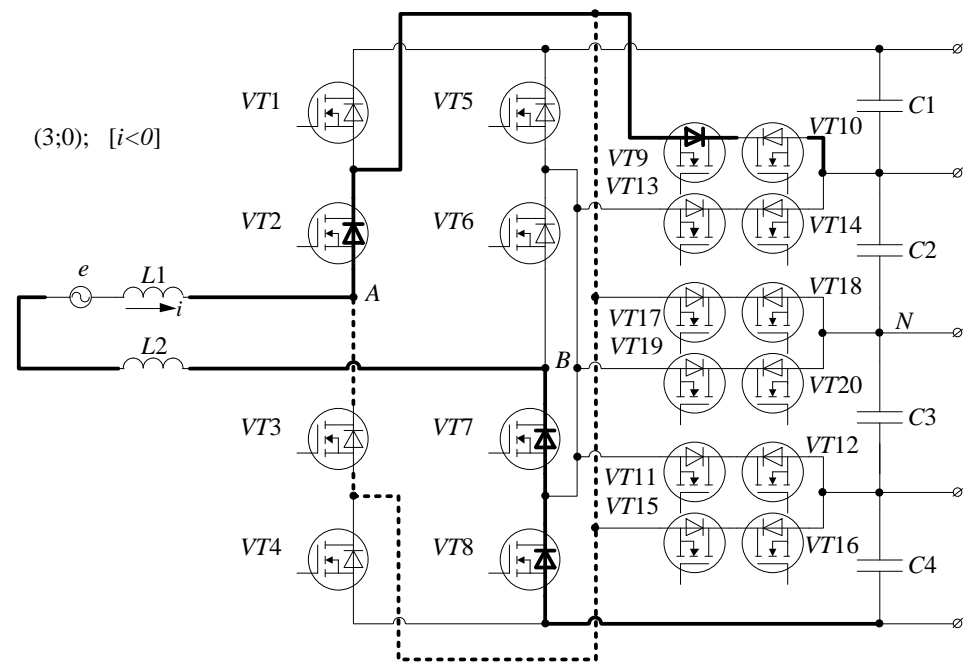 VT1
VT5
C1
(3;0); [i<0]
VT9
VT10
VT13
VT2
VT6
VT14
C2
e
L1
A
i
VT18
VT17
N
VT19
L2
B
VT20
VT3
VT7
C3
VT12
VT11
VT15
VT4
VT8
VT16
C4